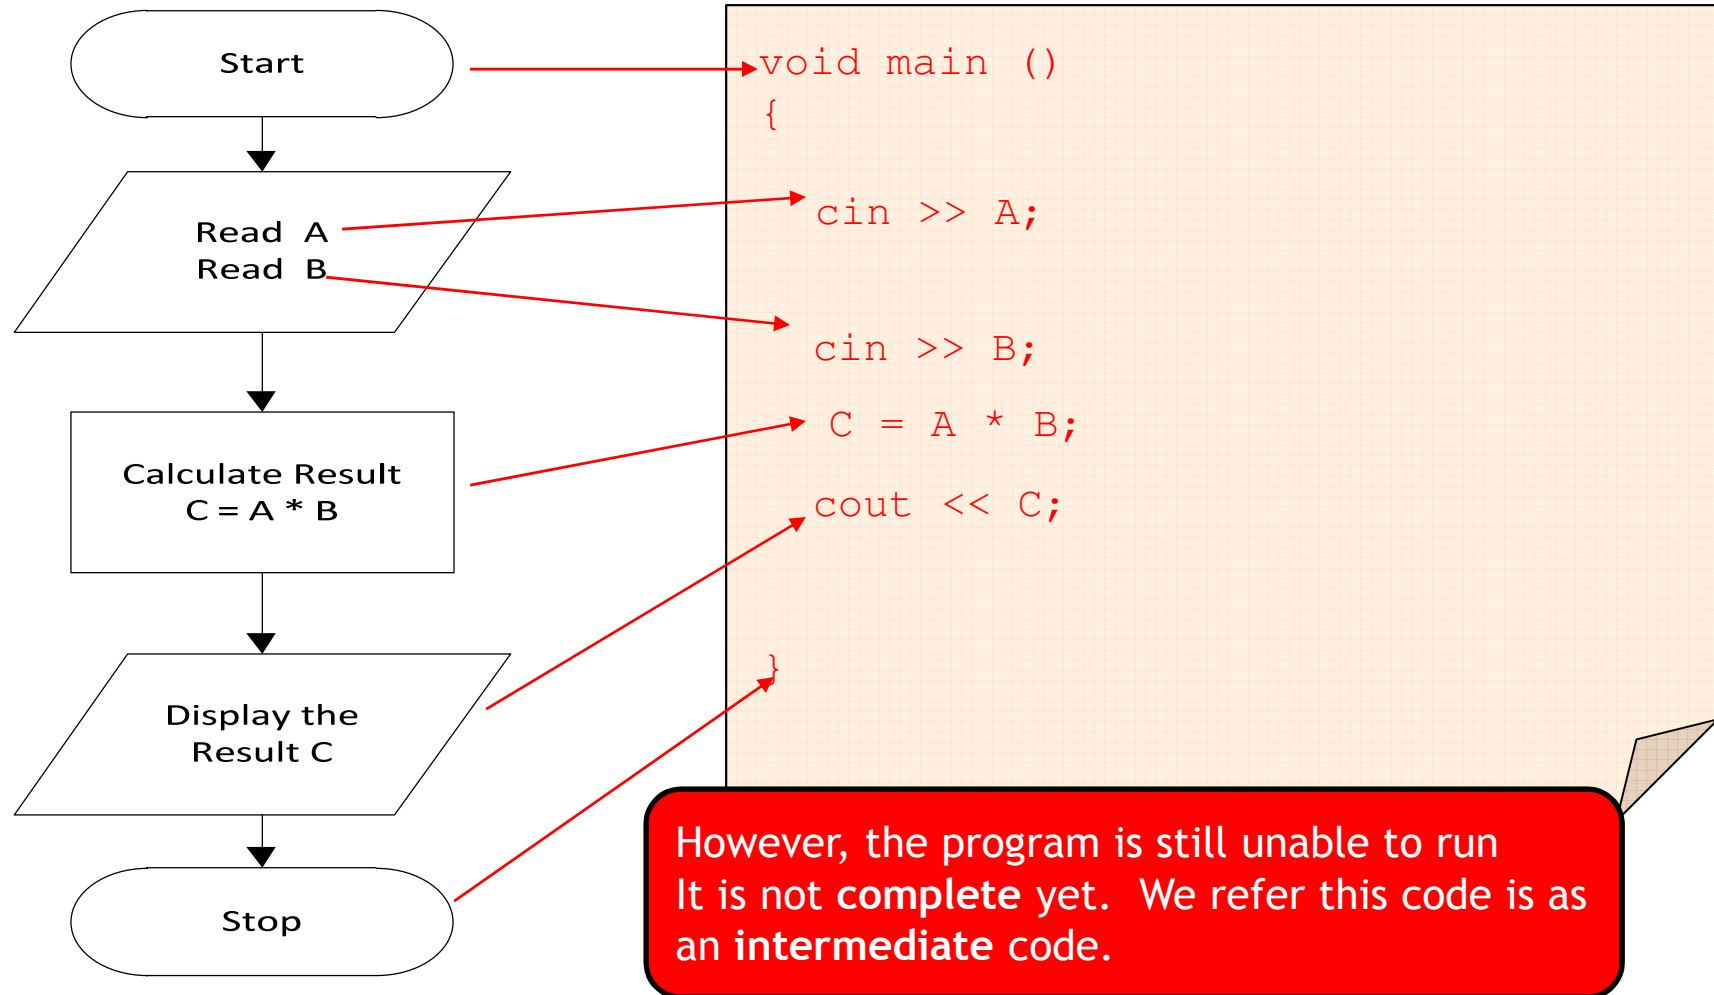 Start
Read  A
Read  B
Calculate Result
C = A * B
Display the
Result C
Stop
void main ()
{
cin >> A;
cin >> B;
C = A * B;
cout << C;
}
However, the program is still unable to run
It is not complete yet.  We refer this code is as
an intermediate code.